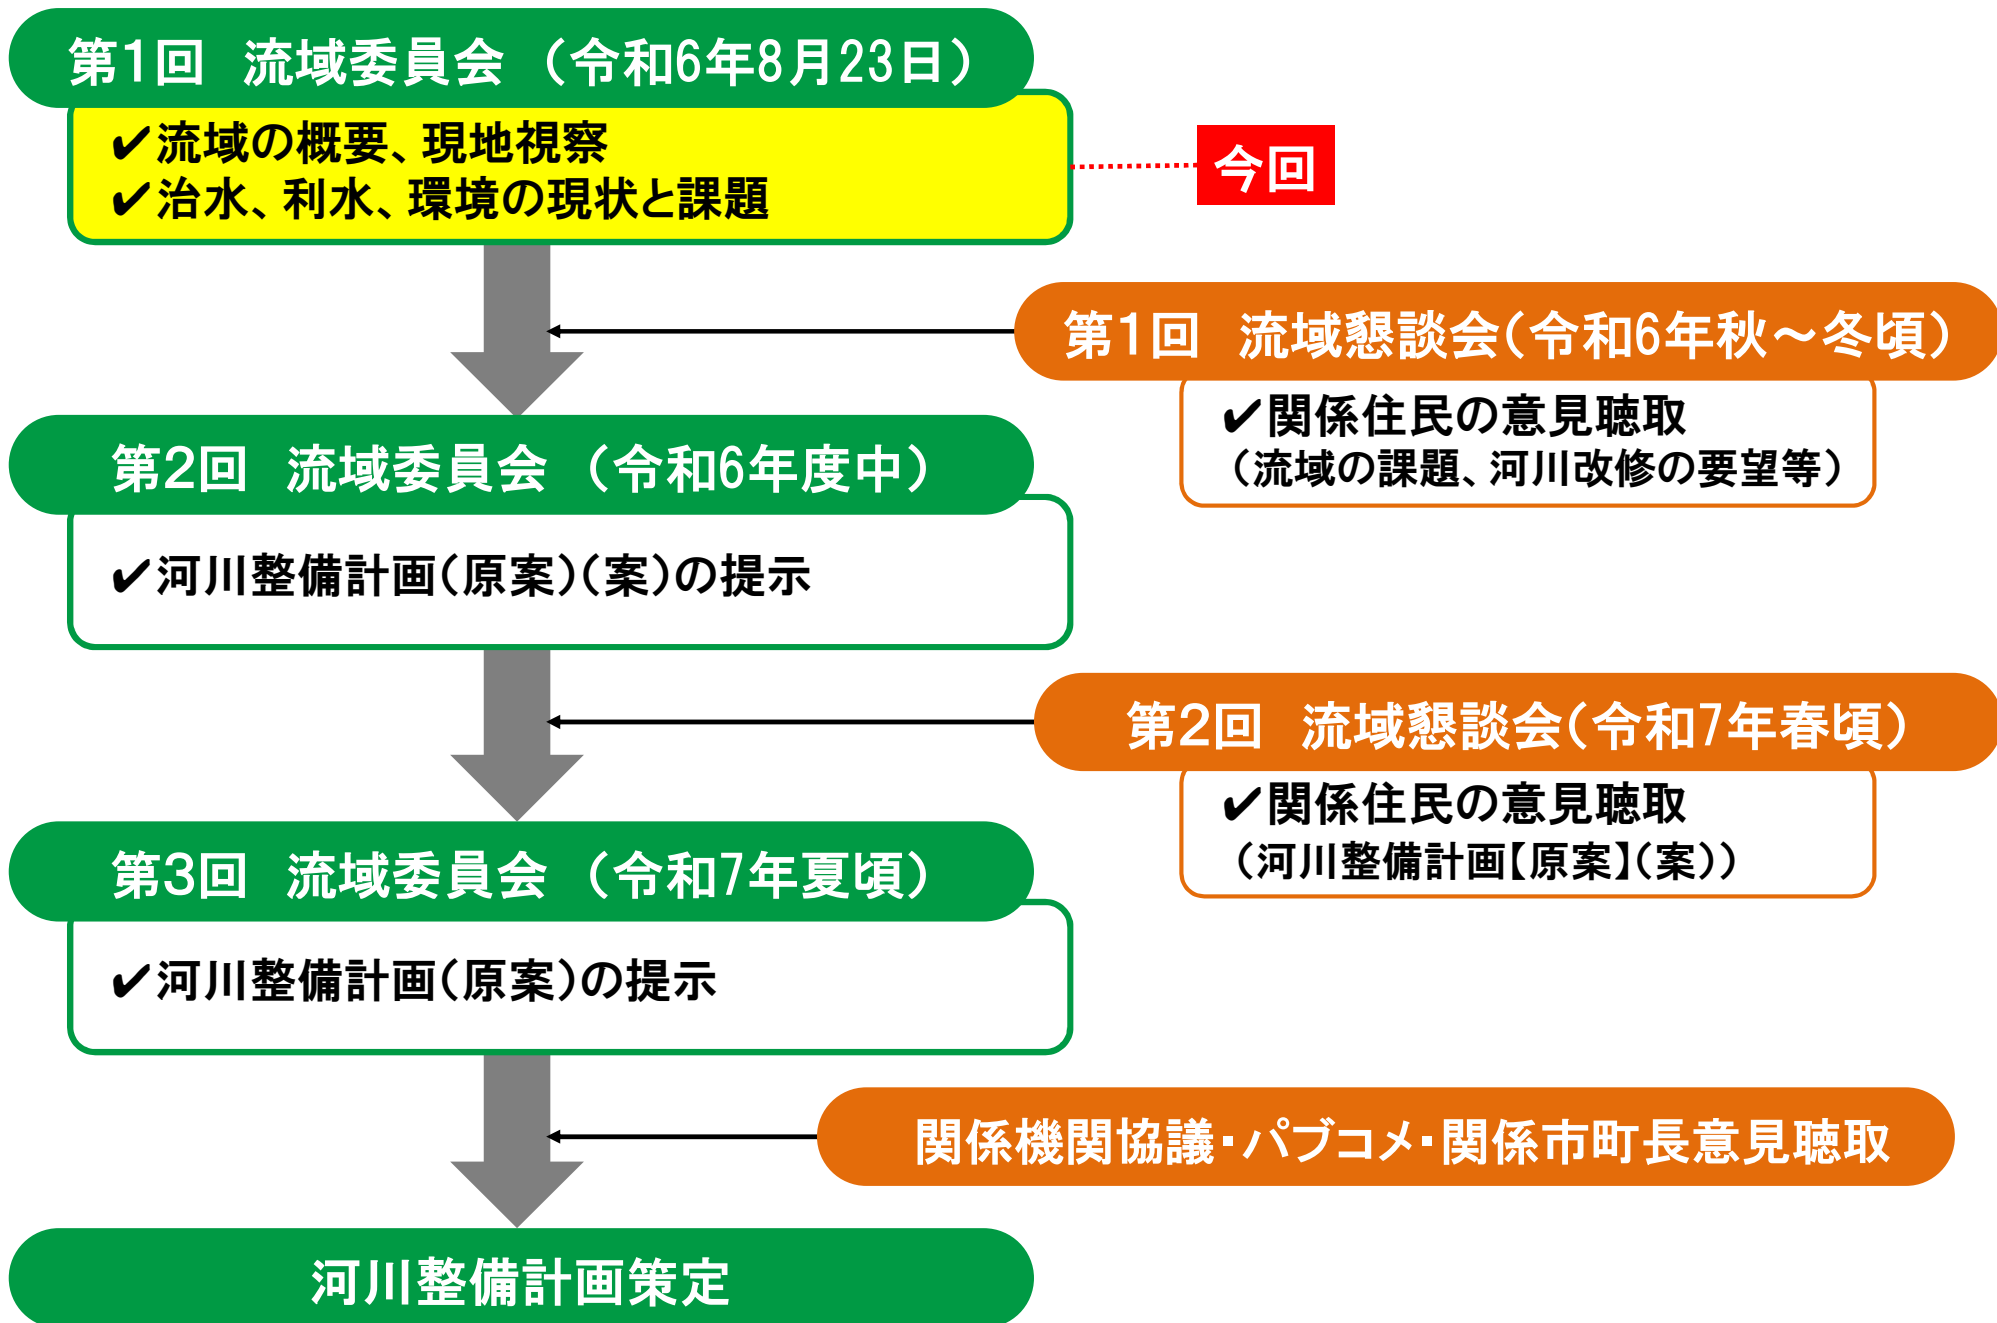 第1回　流域委員会　（令和6年8月23日）
✔流域の概要、現地視察
✔治水、利水、環境の現状と課題
今回
第1回　流域懇談会（令和6年秋～冬頃）
✔関係住民の意見聴取
（流域の課題、河川改修の要望等）
第2回　流域委員会　（令和6年度中）
✔河川整備計画（原案）（案）の提示
第2回　流域懇談会（令和7年春頃）
✔関係住民の意見聴取
（河川整備計画【原案】（案））
第3回　流域委員会　（令和7年夏頃）
✔河川整備計画（原案）の提示
関係機関協議・パブコメ・関係市町長意見聴取
河川整備計画策定